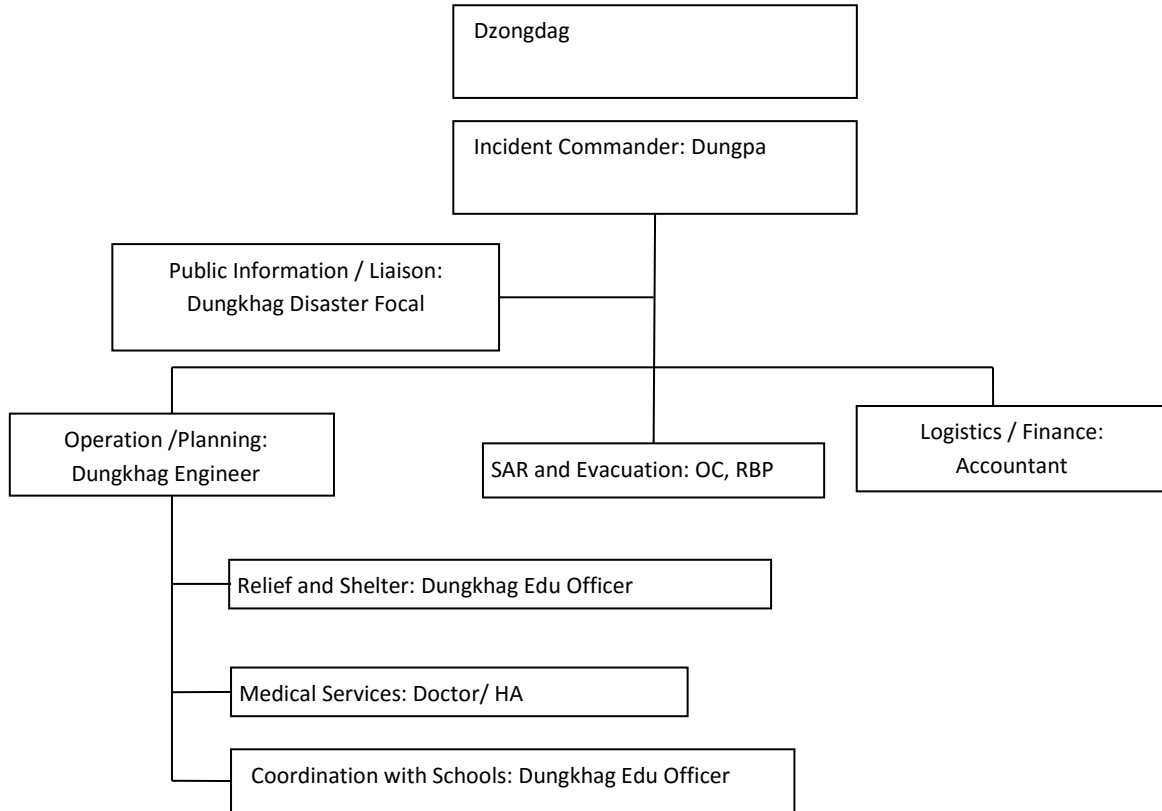 Dzongdag
Incident Commander: Dungpa
Public Information / Liaison:
Dungkhag Disaster Focal
Operation /Planning:
Dungkhag Engineer
SAR and Evacuation: OC, RBP
Logistics / Finance:
Accountant
Relief and Shelter: Dungkhag Edu Officer
Medical Services: Doctor/ HA
Coordination with Schools: Dungkhag Edu Officer